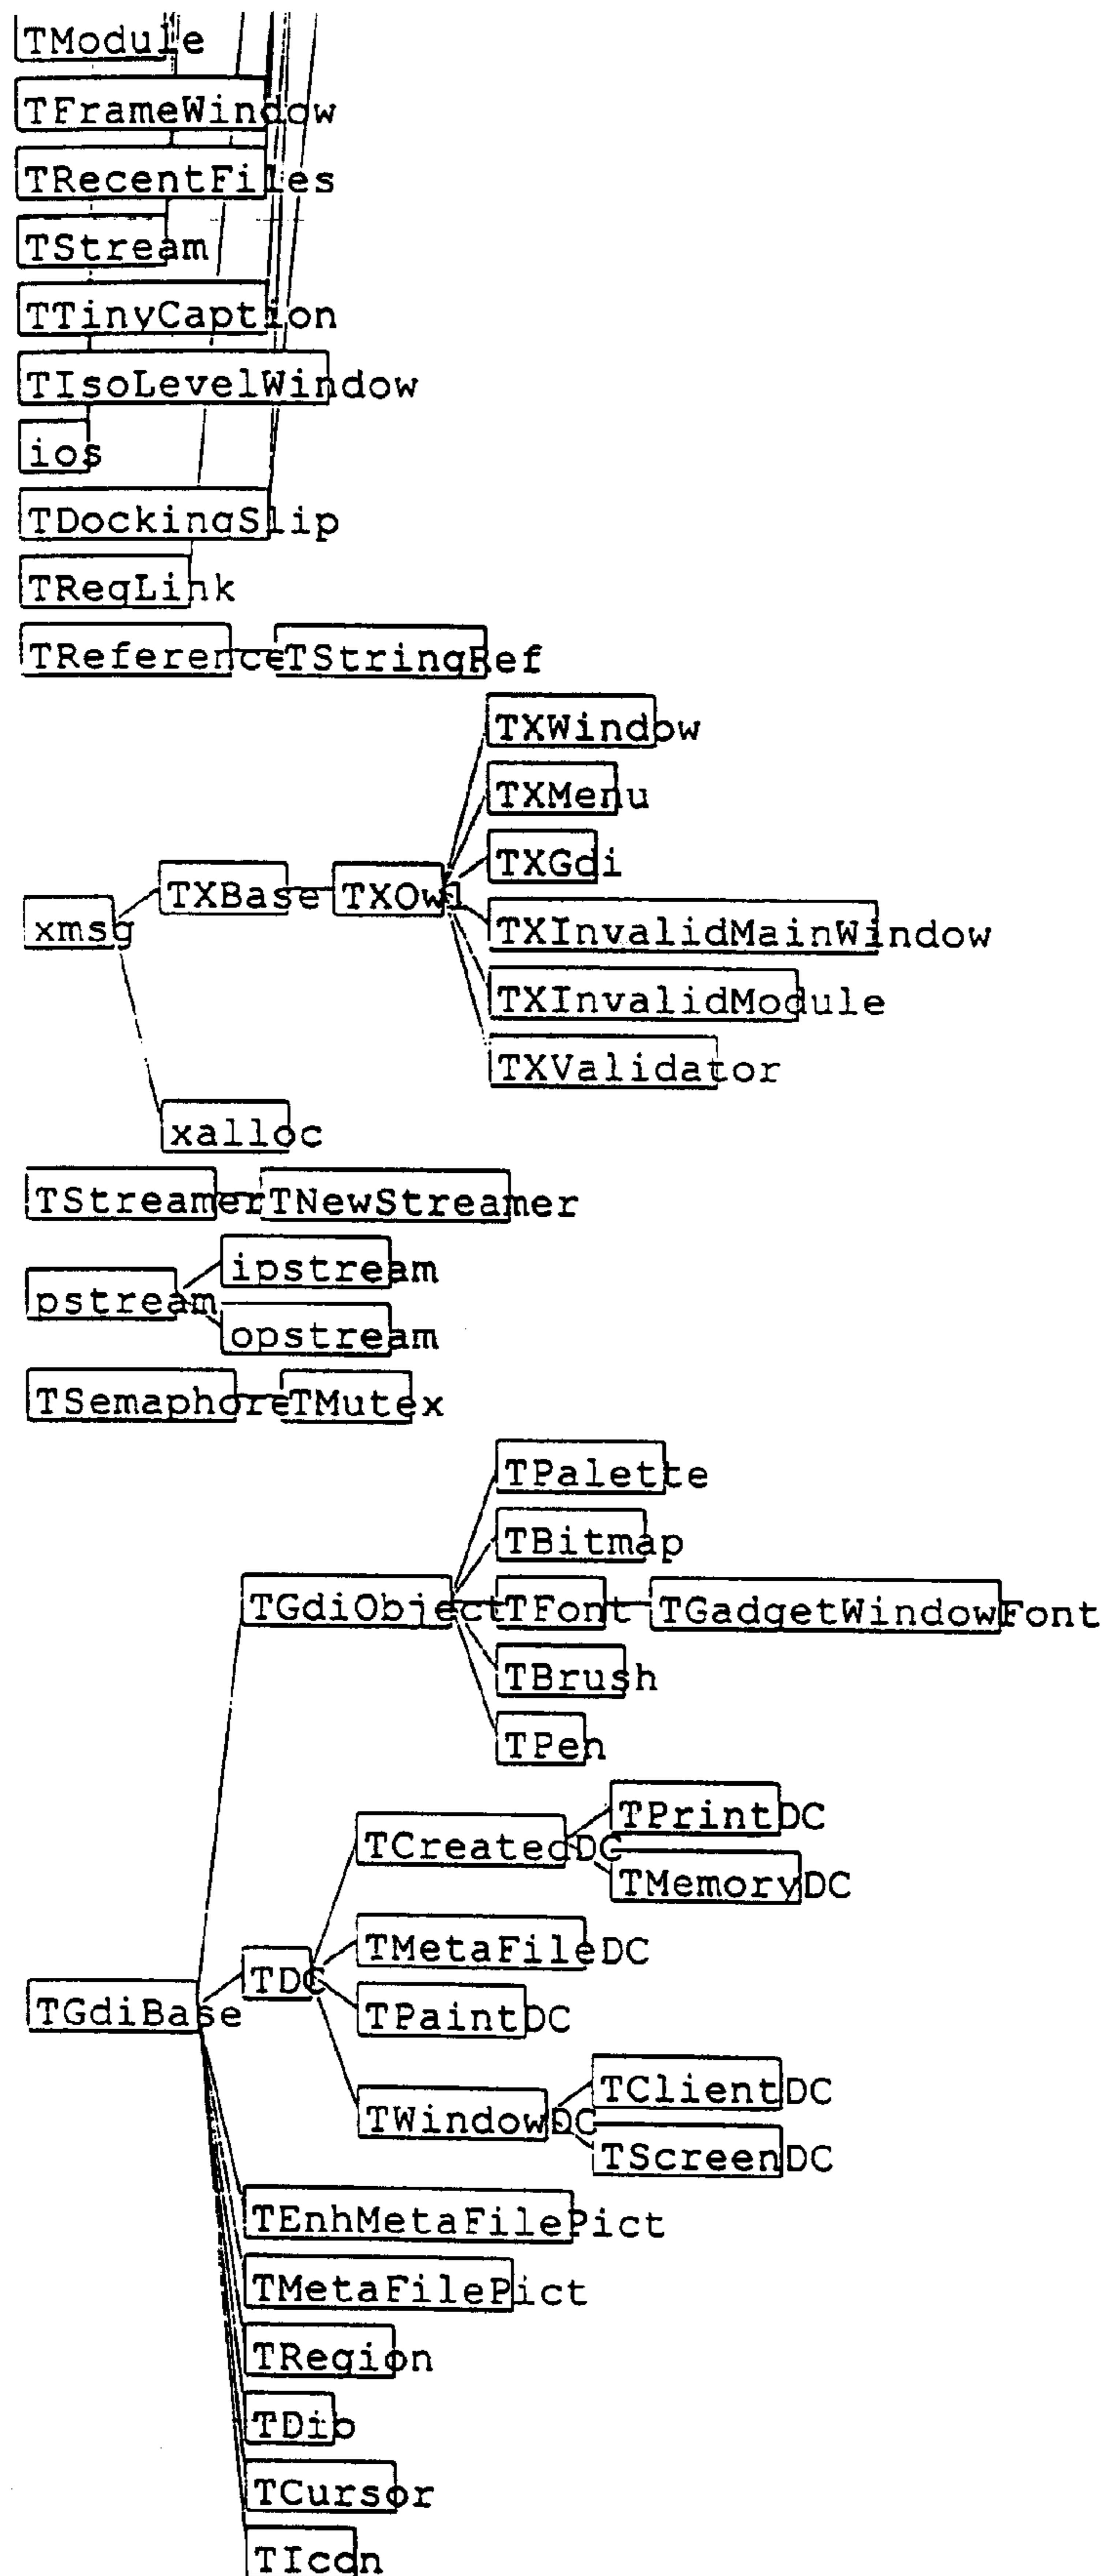 TModule
TFrameWindow
TRecentFiles
TStream
TTinyCaption
TIsoLevelWindow
ios
TDockingSlip
TRegLink
TReference TStringRef
TXWindow
TXMenu
TXGdi
TXBase TXOwl
xmsg
TXInvalidMainWindow
TXInvalidModule
TXValidator
xalloc
TStreamer TNewStreamer
ipstream
pstream
opstream
TSemaphore TMutex
TPalette
TBitmap
TGdiObject TFont TGadgetWindowFont
TBrush
TPen
TPrintDC
TCreatedDC
TMemoryDC
TMetaFileDC
TDC
TGdiBase
TPaintDC
TClientDC
TWindowDC
TScreenDC
TEnhMetaFilePict
TMetaFilePict
TRegion
TDib
TCursor
TIcon